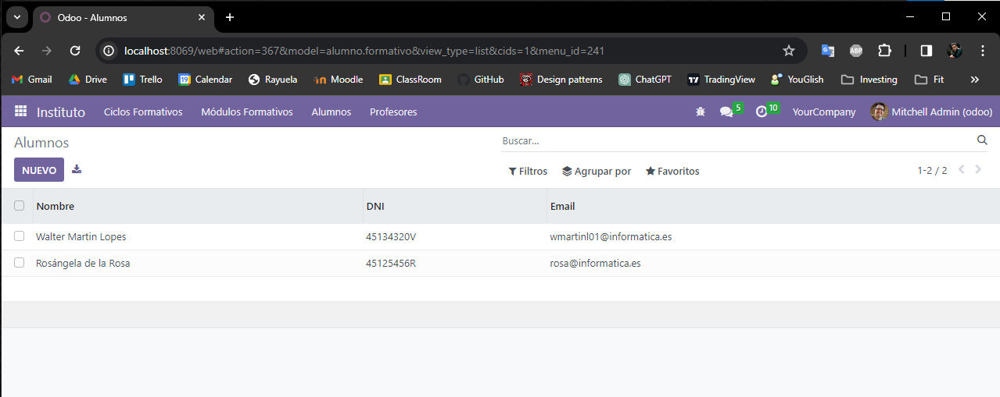 Odoo - Alumnos
localhost:8069/web#action=367&model=alumno.formativo&view_type=list&cids=1&menu_id=241
ABP
Gmail Drive Trello 19 Calendar Rayuela Moodle ClassRoom GitHub Design patterns ChatGPT TradingView YouGlish Investing Fit »
Instituto Ciclos Formativos Módulos Formativos Alumnos Profesores 5 10 YourCompany Mitchell Admin (odoo)
Alumnos Buscar...
NUEVO Filtros Agrupar por Favoritos 1-2 / 2
Nombre DNI Email
Walter Martin Lopes 45134320V wmartinl01@informatica.es
Rosángela de la Rosa 45125456R rosa@informatica.es